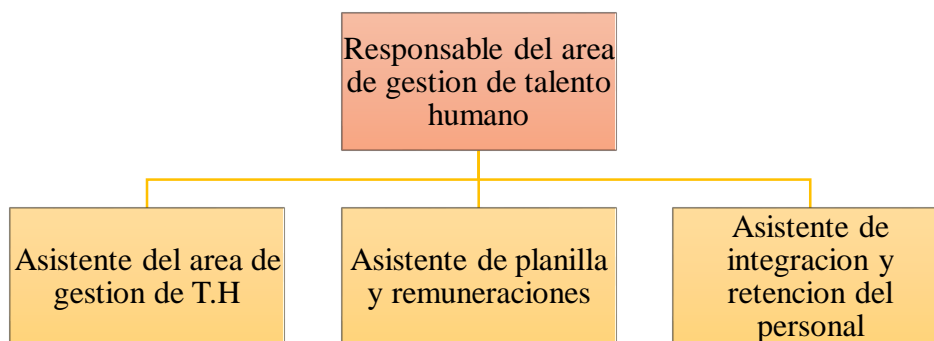 Responsable del area
de gestion de talento
humano
Asistente del area de
gestion de T.H
Asistente de planilla
y remuneraciones
Asistente de
integracion y
retencion del
personal